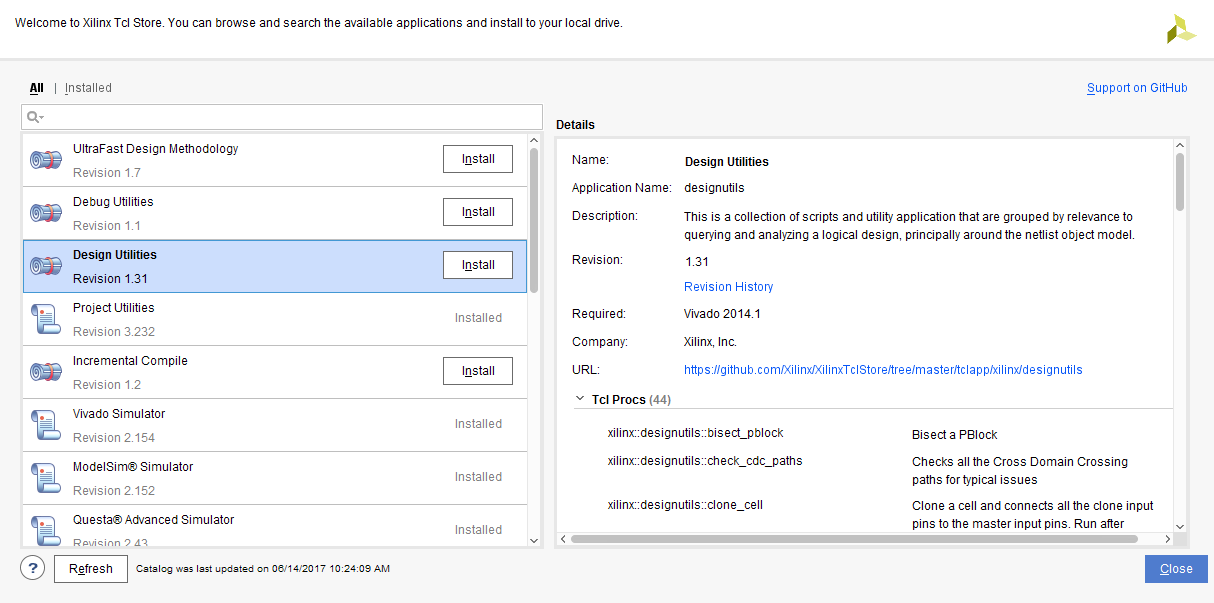 Welcome to Xilinx Tcl Store. You can browse and search the available applications and install to your local drive.
All | Installed
Support on GitHub
UltraFast Design Methodology
Revision 1.7
Install
Debug Utilities
Revision 1.1
Install
Design Utilities
Revision 1.31
Install
Project Utilities
Revision 3.232
Installed
Incremental Compile
Revision 1.2
Install
Vivado Simulator
Revision 2.154
Installed
ModelSim® Simulator
Revision 2.152
Installed
Questa® Advanced Simulator
Revision 2.43
Installed
Details
Name: Design Utilities
Application Name: designutils
Description: This is a collection of scripts and utility application that are grouped by relevance to
querying and analyzing a logical design, principally around the netlist object model.
Revision: 1.31
Revision History
Required: Vivado 2014.1
Company: Xilinx, Inc.
URL: https://github.com/Xilinx/XilinxTclStore/tree/master/tclapp/xilinx/designutils
Tcl Procs (44)
xilinx::designutils::bisect_pblock Bisect a PBlock
xilinx::designutils::check_cdc_paths Checks all the Cross Domain Crossing
paths for typical issues
xilinx::designutils::clone_cell Clone a cell and connects all the clone input
pins to the master input pins. Run after
? Refresh Catalog was last updated on 06/14/2017 10:24:09 AM
Close